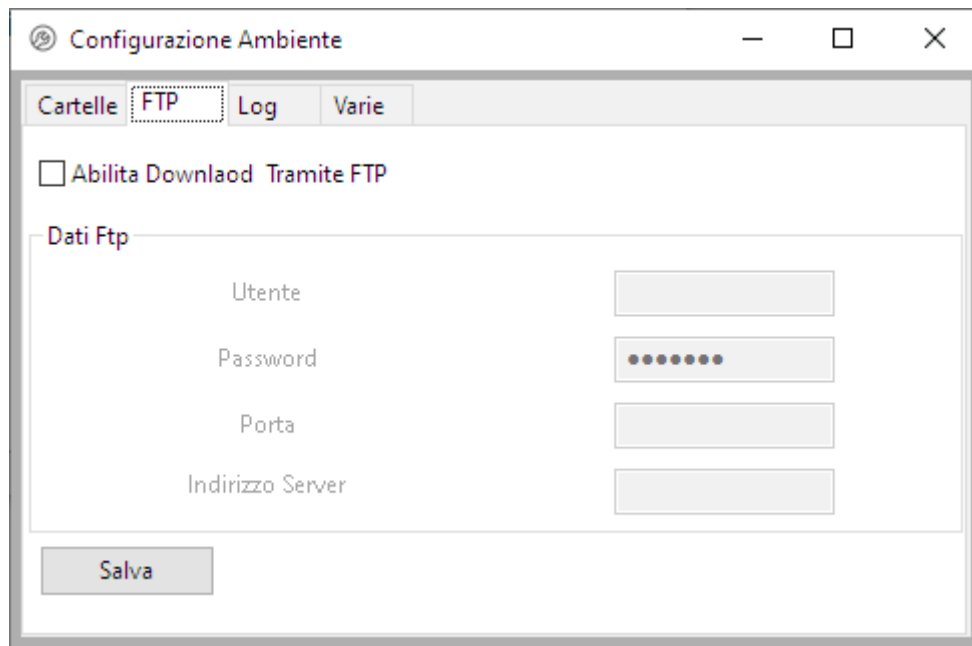 Configurazione Ambiente
Cartelle FTP Log Varie
Abilita Downlaod Tramite FTP
Dati Ftp
Utente
Password •••••••
Porta
Indirizzo Server
Salva